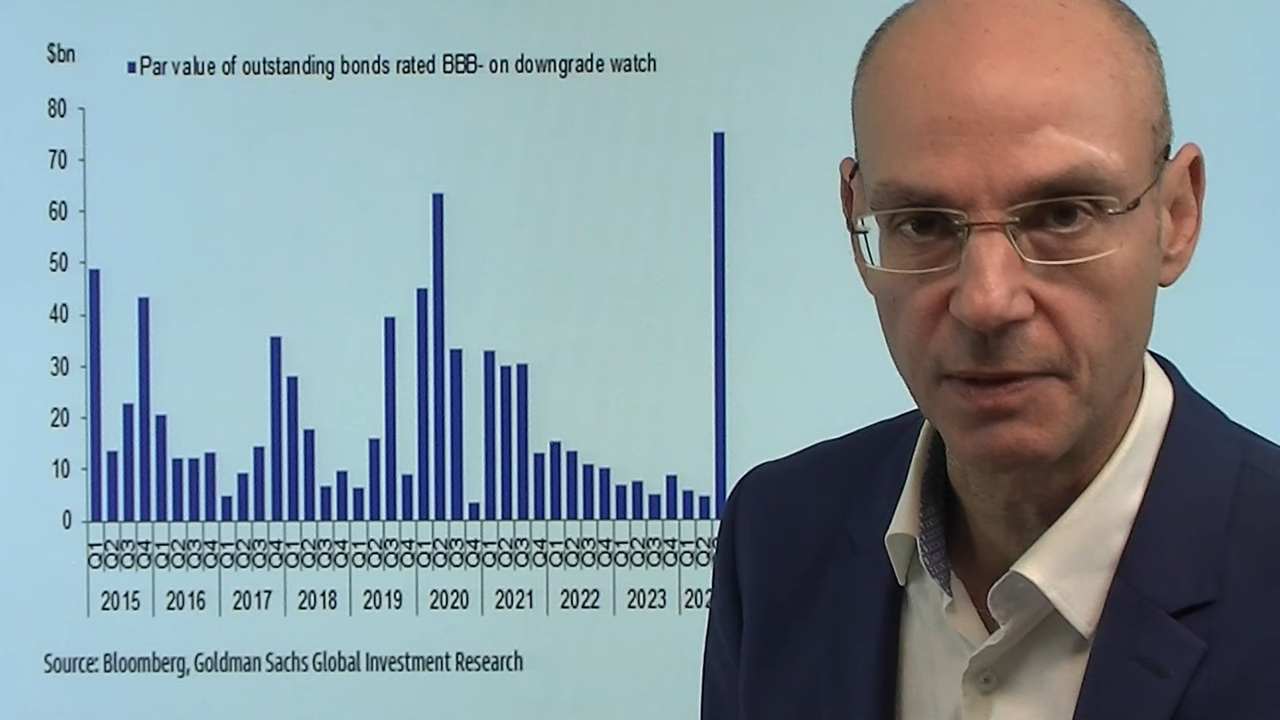 $bn
Par value of outstanding bonds rated BBB- on downgrade watch
80
70
60
50
40
30
20
10
0
Q1 Q2 Q3 Q4 Q1 Q2 Q3 Q4 Q1 Q2 Q3 Q4 Q1 Q2 Q3 Q4 Q1 Q2 Q3 Q4 Q1 Q2 Q3 Q4 Q1 Q2 Q3 Q4 Q1 Q2 Q3 Q4 Q1 Q2 Q3 Q4 Q1 Q2
2015 2016 2017 2018 2019 2020 2021 2022 2023 202
Source: Bloomberg, Goldman Sachs Global Investment Research